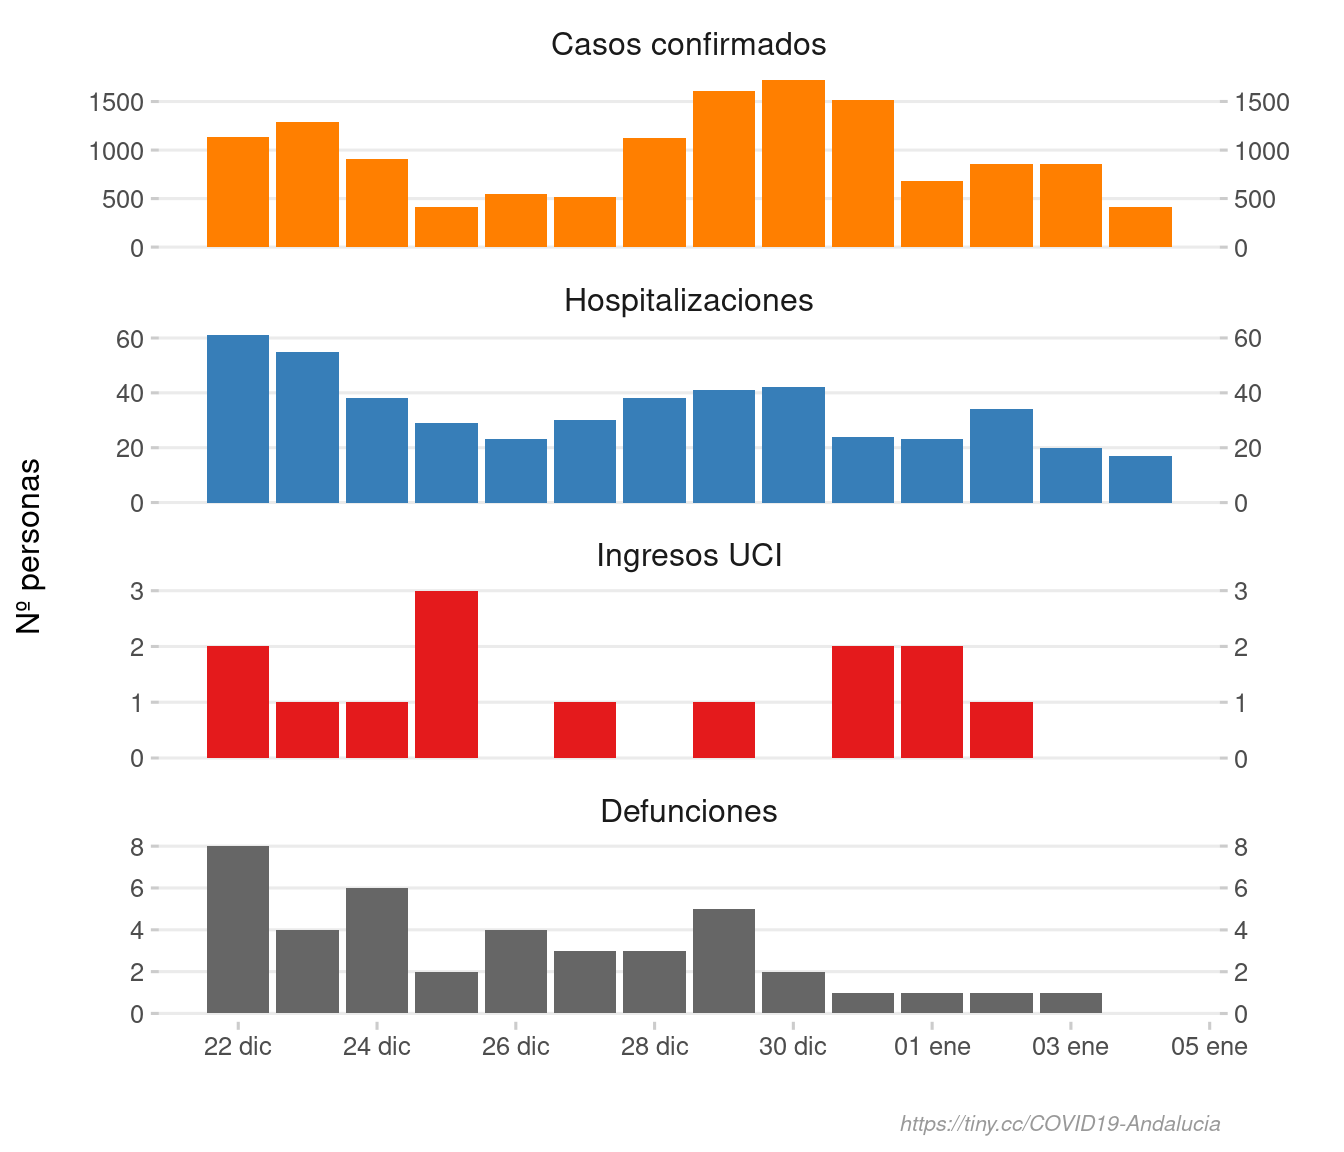 Casos confirmados
1500 1500
1000 1000
500 500
0 0
Hospitalizaciones
60 60
40 40
20 20
0 0
Nº personas
Ingresos UCI
3 3
2 2
1 1
0 0
Defunciones
8 8
6 6
4 4
2 2
0 0
22 dic 24 dic 26 dic 28 dic 30 dic 01 ene 03 ene 05 ene
https://tiny.cc/COVID19-Andalucia